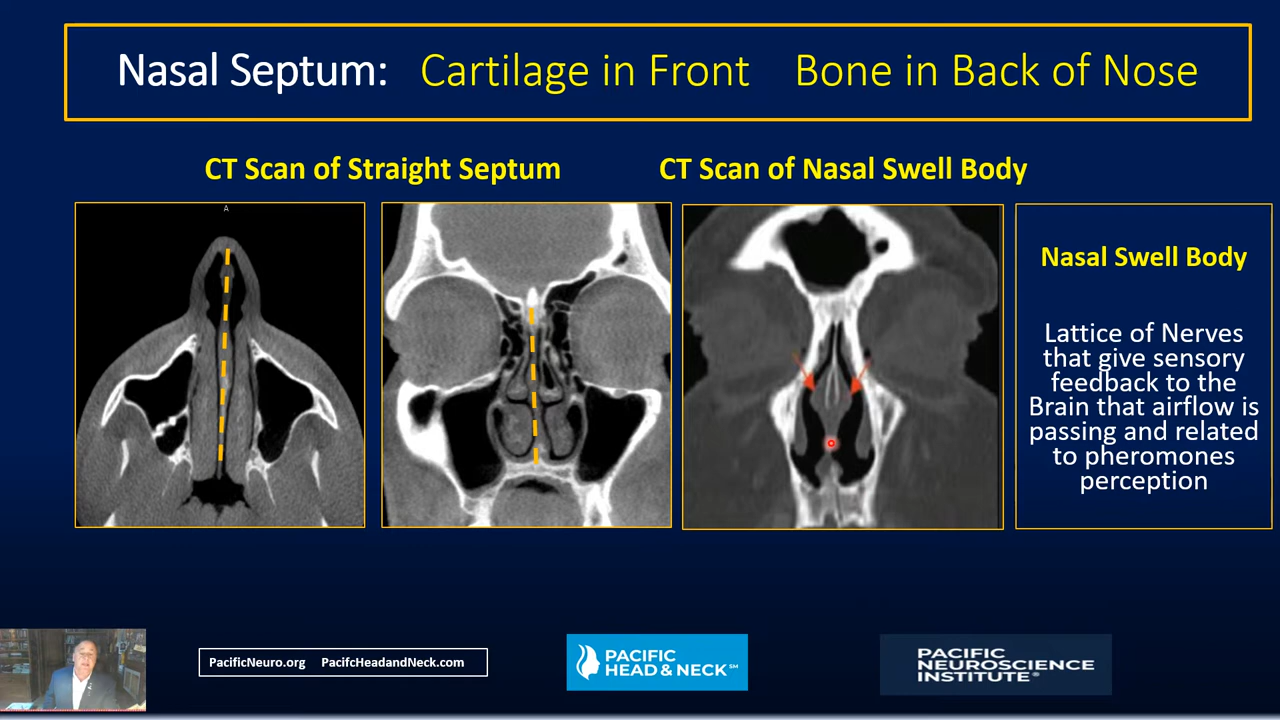 Nasal Septum: Cartilage in Front Bone in Back of Nose
CT Scan of Straight Septum
CT Scan of Nasal Swell Body
A
Nasal Swell Body
Lattice of Nerves
that give sensory
feedback to the
Brain that airflow is
passing and related
to pheromones
perception
PacificNeuro.org PacifcHeadandNeck.com
PACIFIC
HEAD & NECK SM
PACIFIC
NEUROSCIENCE
INSTITUTE®